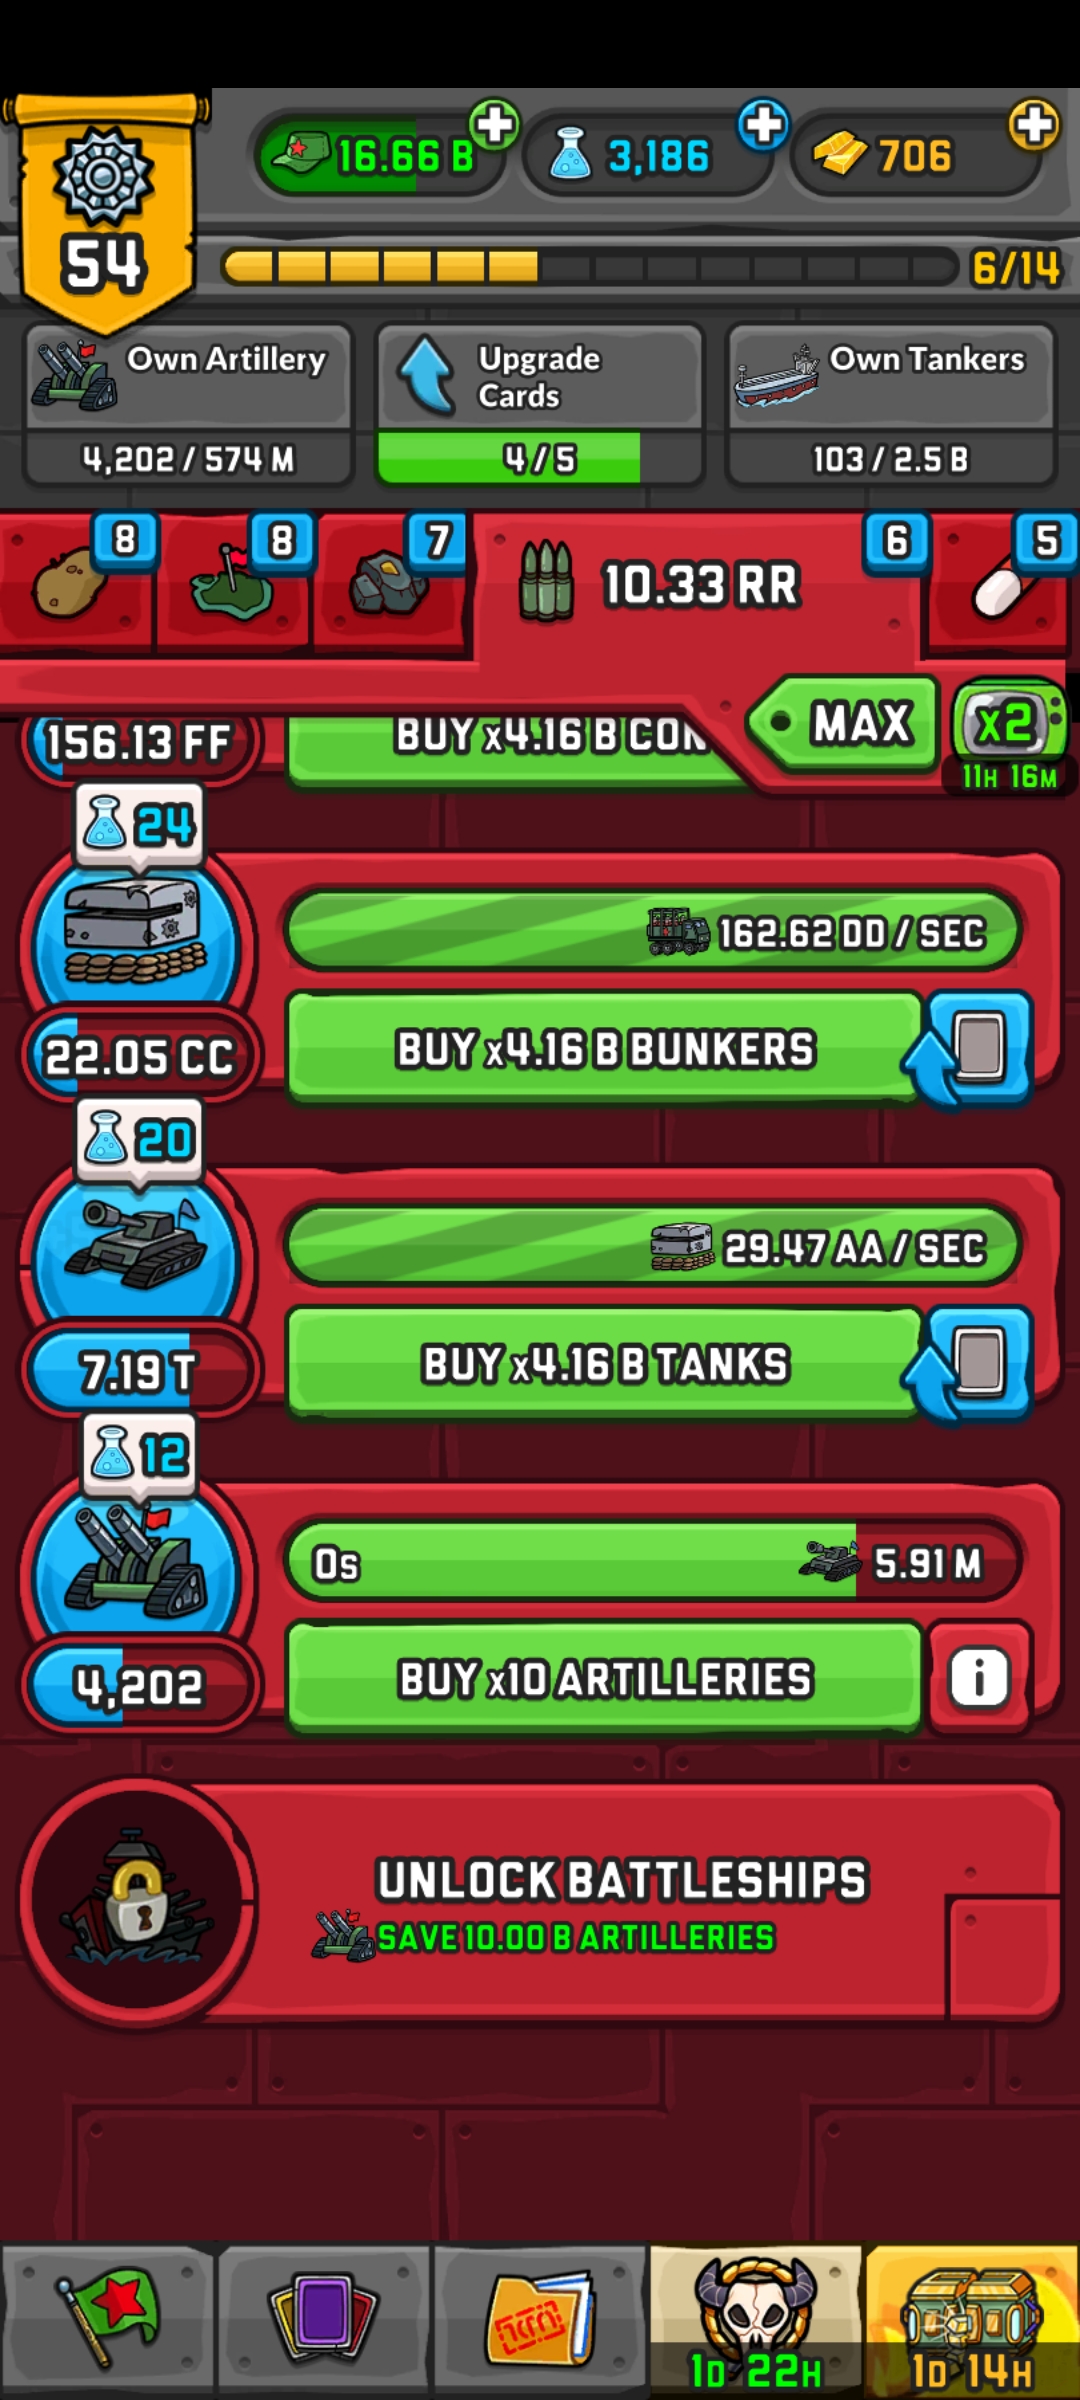 16.66 B
3,186
706
54
6/14
Own Artillery
4,202 / 574 M
Upgrade
Cards
4 / 5
Own Tankers
103 / 2.5 B
8
8
7
10.33 RR
6
5
MAX
x2
11H 16M
156.13 FF
BUY x4.16 B CON
24
162.62 DD / SEC
22.05 CC
BUY x4.16 B BUNKERS
20
29.47 AA / SEC
7.19 T
BUY x4.16 B TANKS
12
0s
5.91 M
4,202
BUY x10 ARTILLERIES
i
UNLOCK BATTLESHIPS
SAVE 10.00 B ARTILLERIES
1D 22H
1D 14H